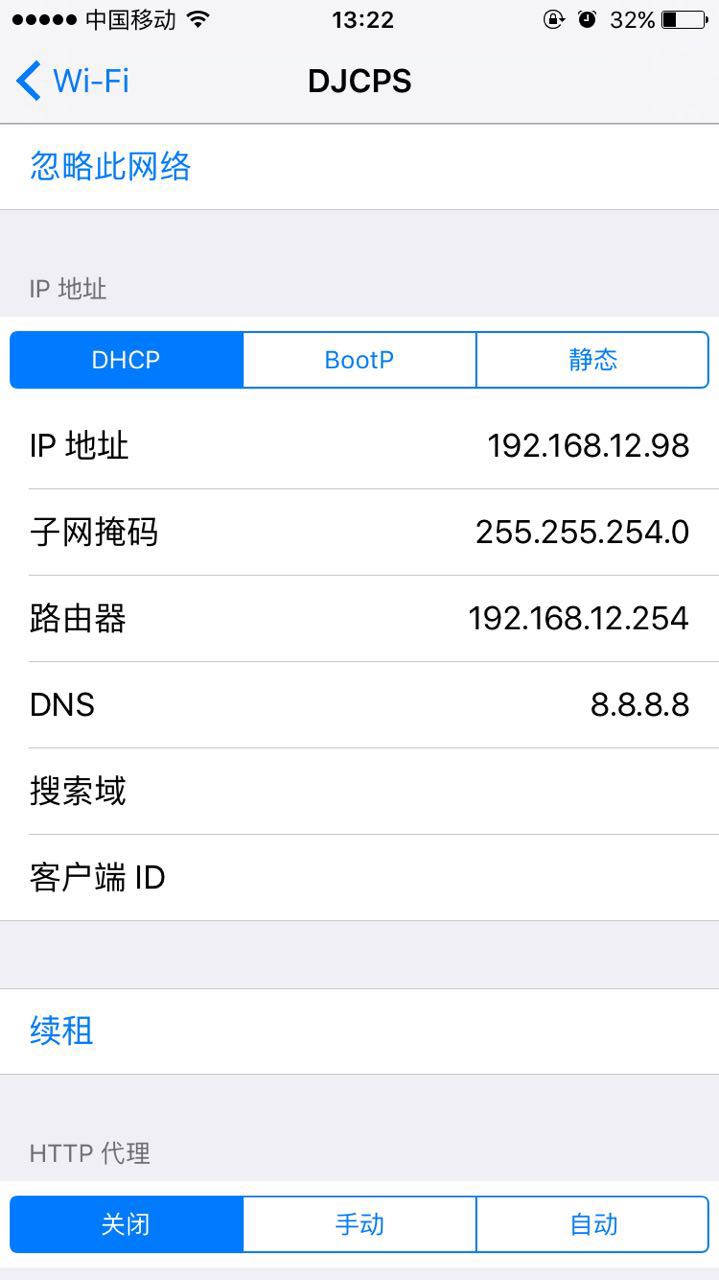 中国移动 13:22 32%
Wi-Fi DJCPS
忽略此网络
IP 地址
DHCP BootP 静态
IP 地址 192.168.12.98
子网掩码 255.255.254.0
路由器 192.168.12.254
DNS 8.8.8.8
搜索域
客户端 ID
续租
HTTP 代理
关闭 手动 自动